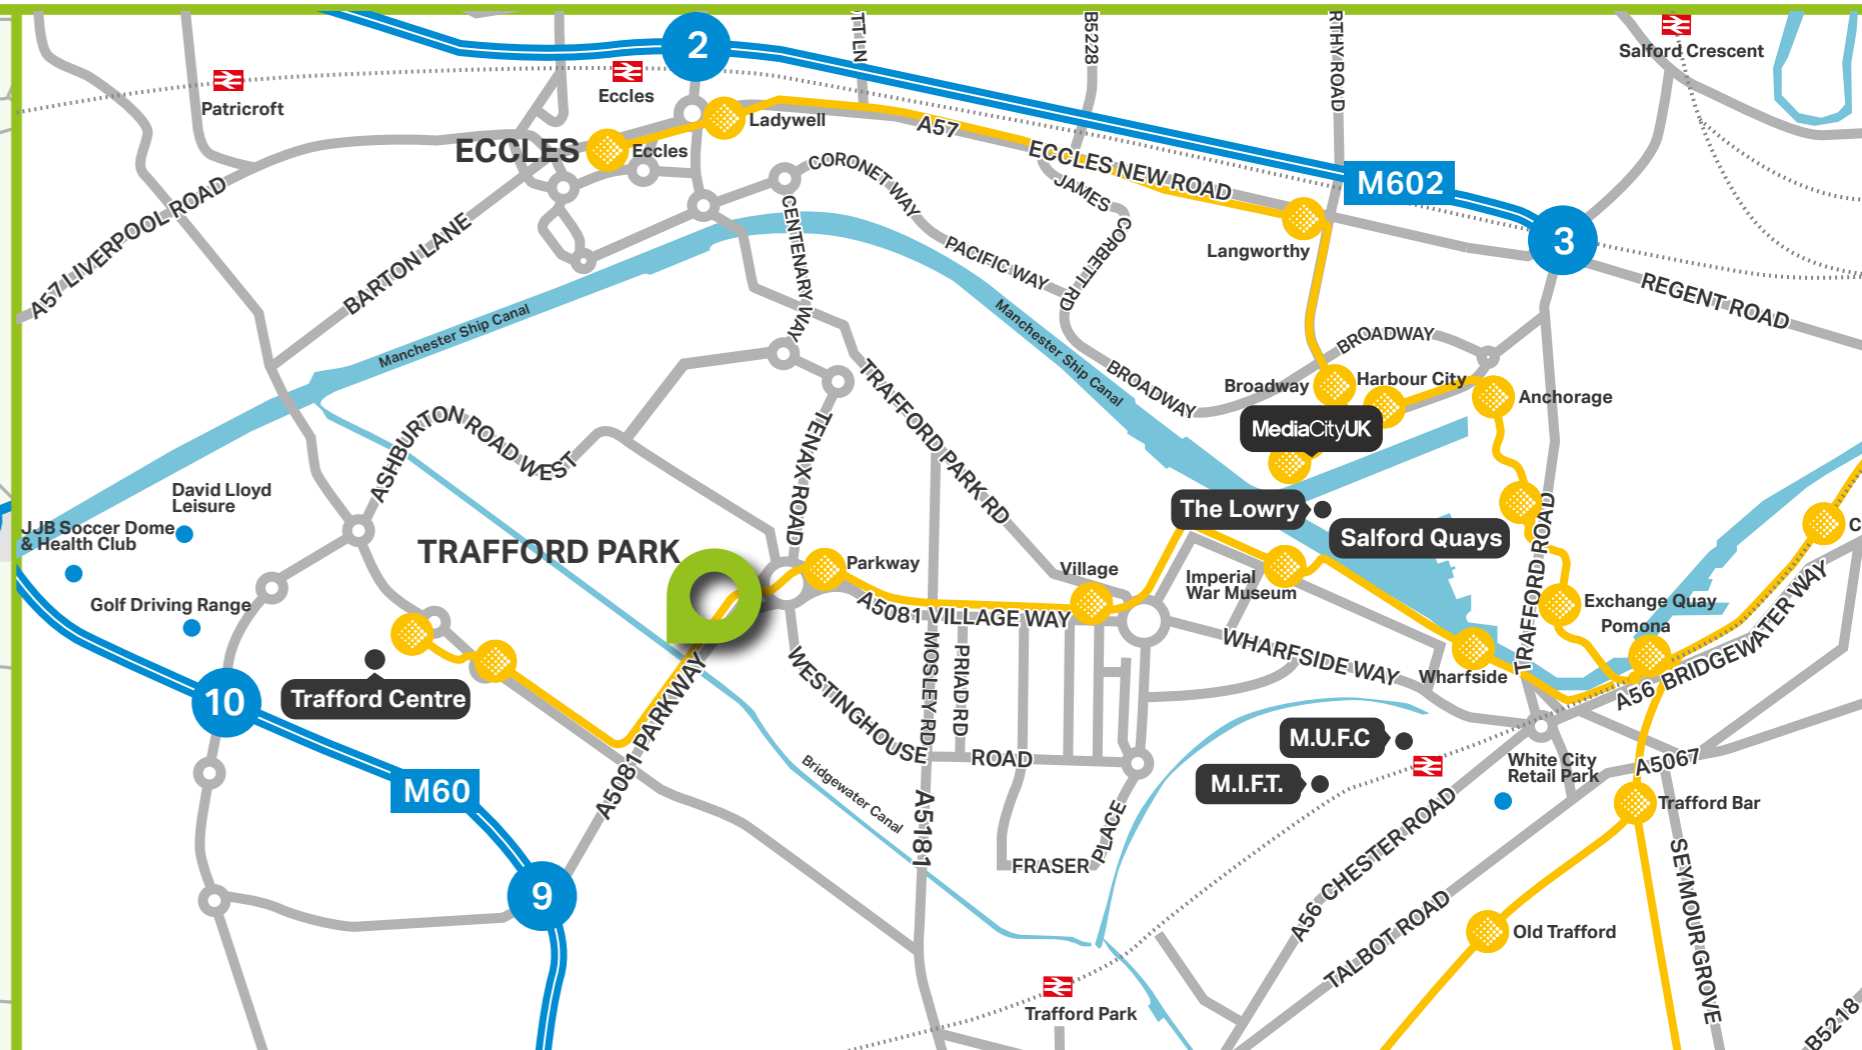 2
TT LN
B5228
RTHY ROAD
Salford Crescent
Patricroft
Eccles
Ladywell
A57
ECCLES
Eccles
ECCLES NEW ROAD
M602
3
CORONET WAY
JAMES
CORBETT RD
CENTENARY WAY
PACIFIC WAY
Langworthy
REGENT ROAD
A57 LIVERPOOL ROAD
BARTON LANE
Manchester Ship Canal
Manchester Ship Canal
BROADWAY
BROADWAY
Broadway
Harbour City
Anchorage
MediaCityUK
TRAFFORD PARK RD
TENAX ROAD
ASHBURTON ROAD WEST
David Lloyd
Leisure
JJB Soccer Dome
& Health Club
Golf Driving Range
The Lowry
Salford Quays
C
TRAFFORD PARK
Parkway
Village
Imperial
War Museum
TRAFFORD ROAD
Exchange Quay
Pomona
A5081 VILLAGE WAY
WHARFSIDE WAY
Wharfside
A56 BRIDGEWATER WAY
MOSLEY RD
PRIAD RD
WESTINGHOUSE
ROAD
10
Trafford Centre
A5081 PARKWAY
M60
9
Bridgewater Canal
A5181
FRASER
PLACE
M.U.F.C
M.I.F.T.
White City
Retail Park
A5067
Trafford Bar
A56 CHESTER ROAD
TALBOT ROAD
Old Trafford
SEYMOUR GROVE
Trafford Park
B5218